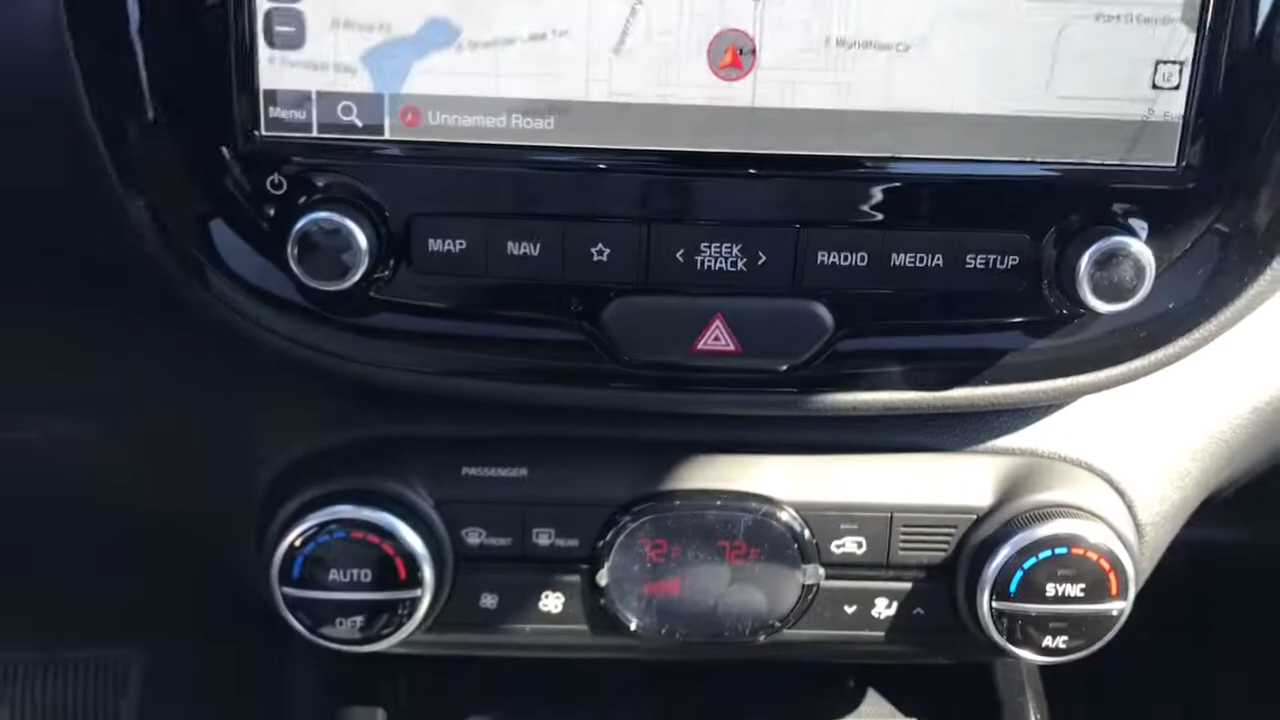 E Wyndham Cir
12
Menu
Unnamed Road
MAP
NAV
< SEEK >
TRACK
RADIO
MEDIA
SETUP
PASSENGER
FRONT
REAR
72 F
72 F
AUTO
OFF
SYNC
A/C